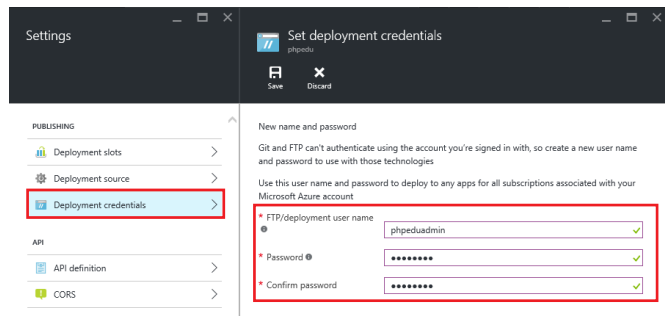 Settings
PUBLISHING
Deployment slots
Deployment source
Deployment credentials
API
API definition
CORS
Set deployment credentials
phpedu
Save
Discard
New name and password
Git and FTP can't authenticate using the account you're signed in with, so create a new user name
and password to use with those technologies
Use this user name and password to deploy to any apps for all subscriptions associated with your
Microsoft Azure account
* FTP/deployment user name
phpeduadmin
* Password
••••••••
* Confirm password
••••••••